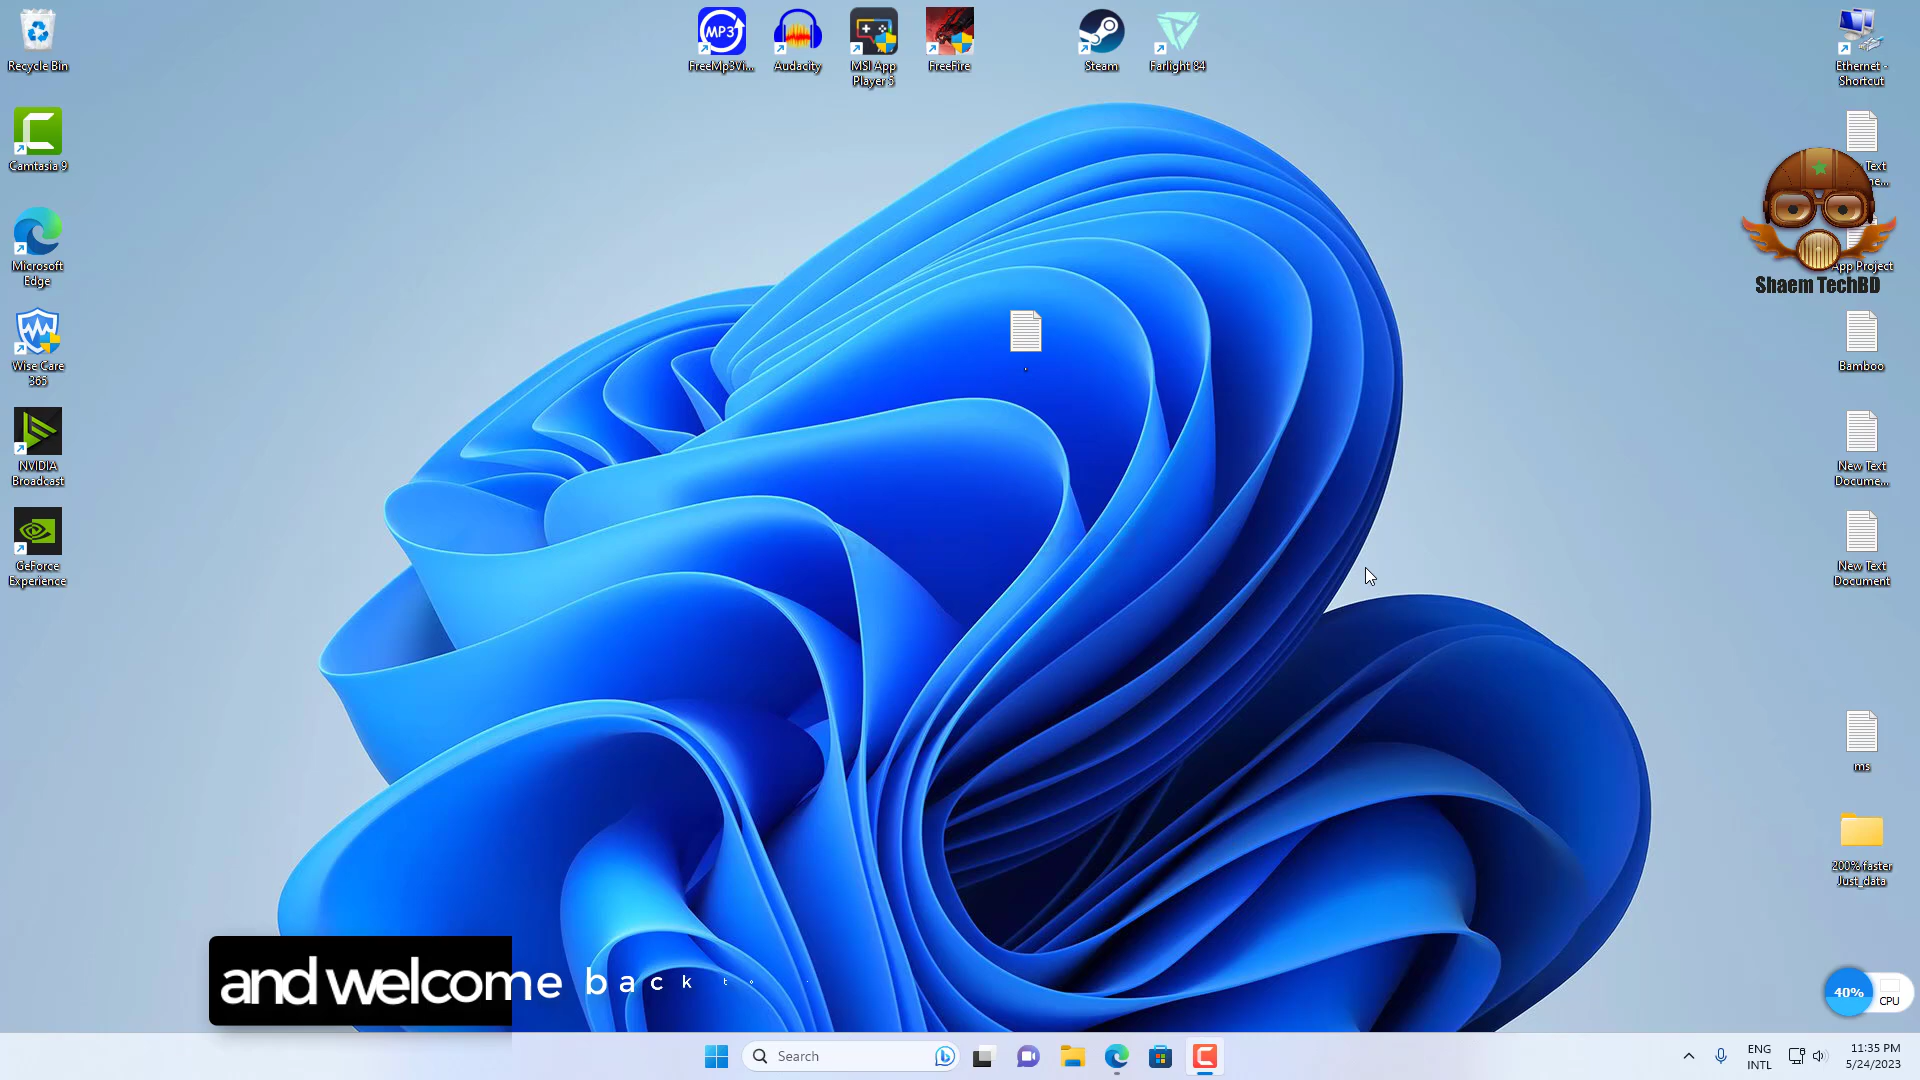 Recycle Bin
Camtasia 9
Microsoft
Edge
Wise Care
365
NVIDIA
Broadcast
GeForce
Experience
MP3
FreeMp3Vi...
Audacity
MSI App
Player 5
FreeFire
Steam
Farlight 84
.
Ethernet -
Shortcut
Text
App Project
Shaem TechBD
Bamboo
New Text
Docume...
New Text
Document
ms
200% faster
Just_data
40%
CPU
and welcome back to
Search
ENG
INTL
11:35 PM
5/24/2023